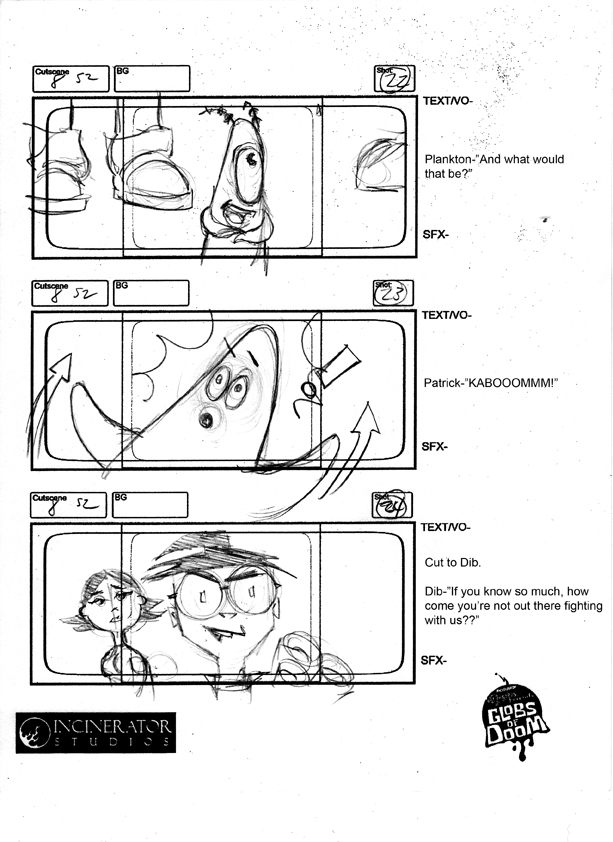 Cutscene
8 52
BG
Shot
22
TEXT/VO-
Plankton-"And what would
that be?"
SFX-
Cutscene
8 52
BG
Shot
23
TEXT/VO-
Patrick-"KABOOOMMM!"
SFX-
Cutscene
8 52
BG
Shot
24
TEXT/VO-
Cut to Dib.
Dib-"If you know so much, how
come you're not out there fighting
with us??"
SFX-
INCINERATOR
STUDIOS
GLOBS
OF
DOOM